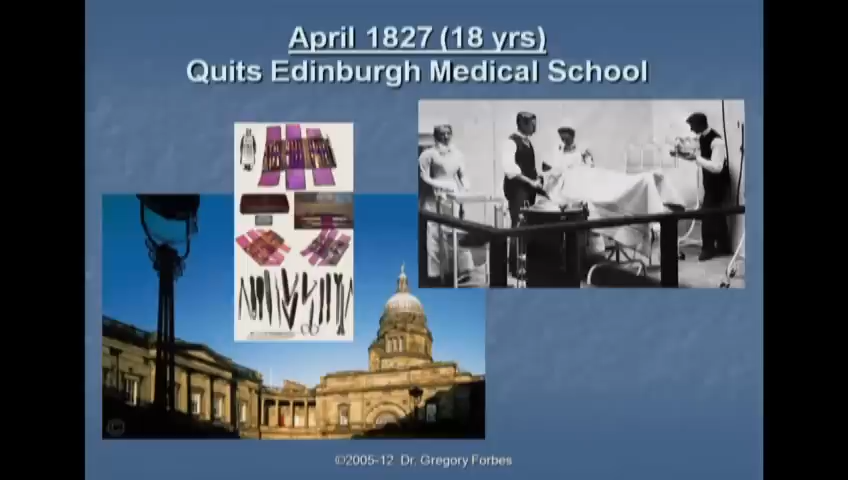 April 1827 (18 yrs)
Quits Edinburgh Medical School
©2005-12 Dr. Gregory Forbes